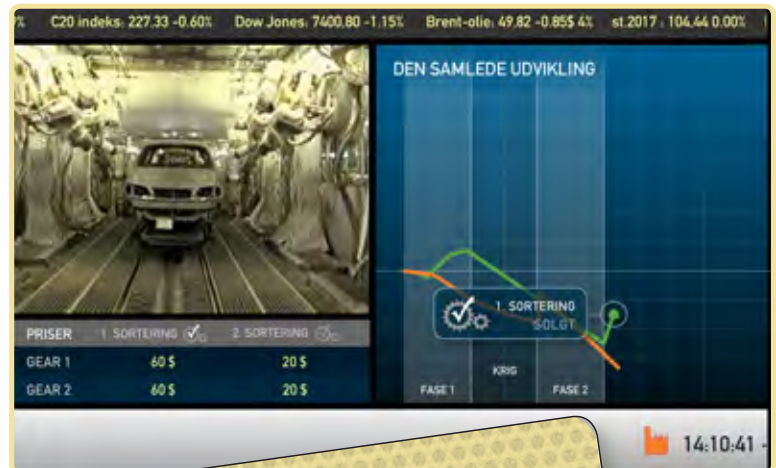 C20 indeks: 227.33 -0.60% Dow Jones: 7400.80 -1.15% Brent-olie: 49.82 -0.85$ 4% st.2017 : 104.44 0.00%
DEN SAMLEDE UDVIKLING
1. SORTERING
SOLGT
KRIG
FASE 1 FASE 2
PRISER 1. SORTERING 2. SORTERING
GEAR 1 60 $ 20 $
GEAR 2 60 $ 20 $
14:10:41 -